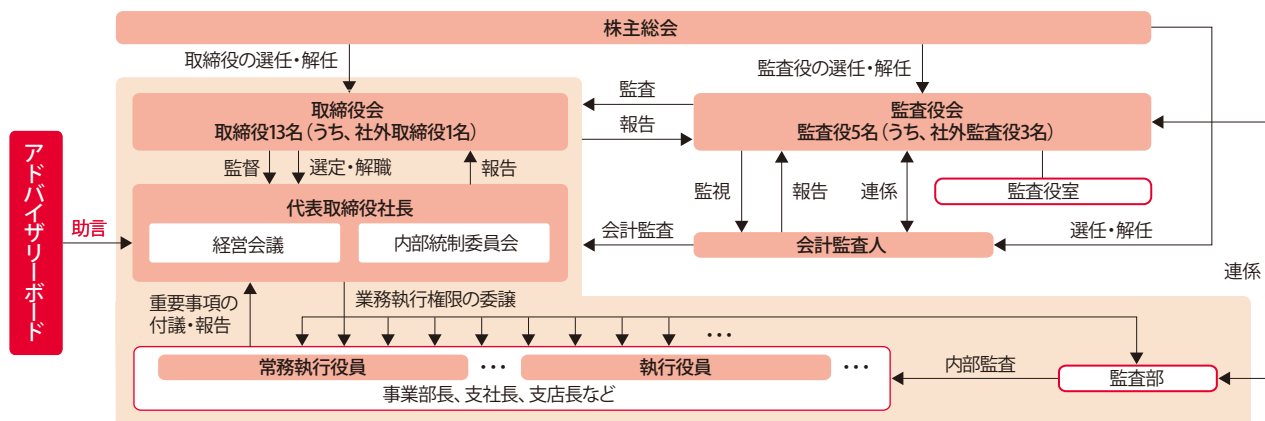 株主総会
取締役の選任・解任
監査役の選任・解任
取締役会
取締役13名（うち、社外取締役1名）
監査
報告
監査役会
監査役5名（うち、社外監査役3名）
監督
選定・解職
報告
監視
報告
連係
監査役室
アドバイザリーボード
助言
代表取締役社長
経営会議
内部統制委員会
会計監査
会計監査人
選任・解任
連係
重要事項の
付議・報告
業務執行権限の委譲
…
常務執行役員
…
執行役員
…
事業部長、支社長、支店長など
内部監査
監査部